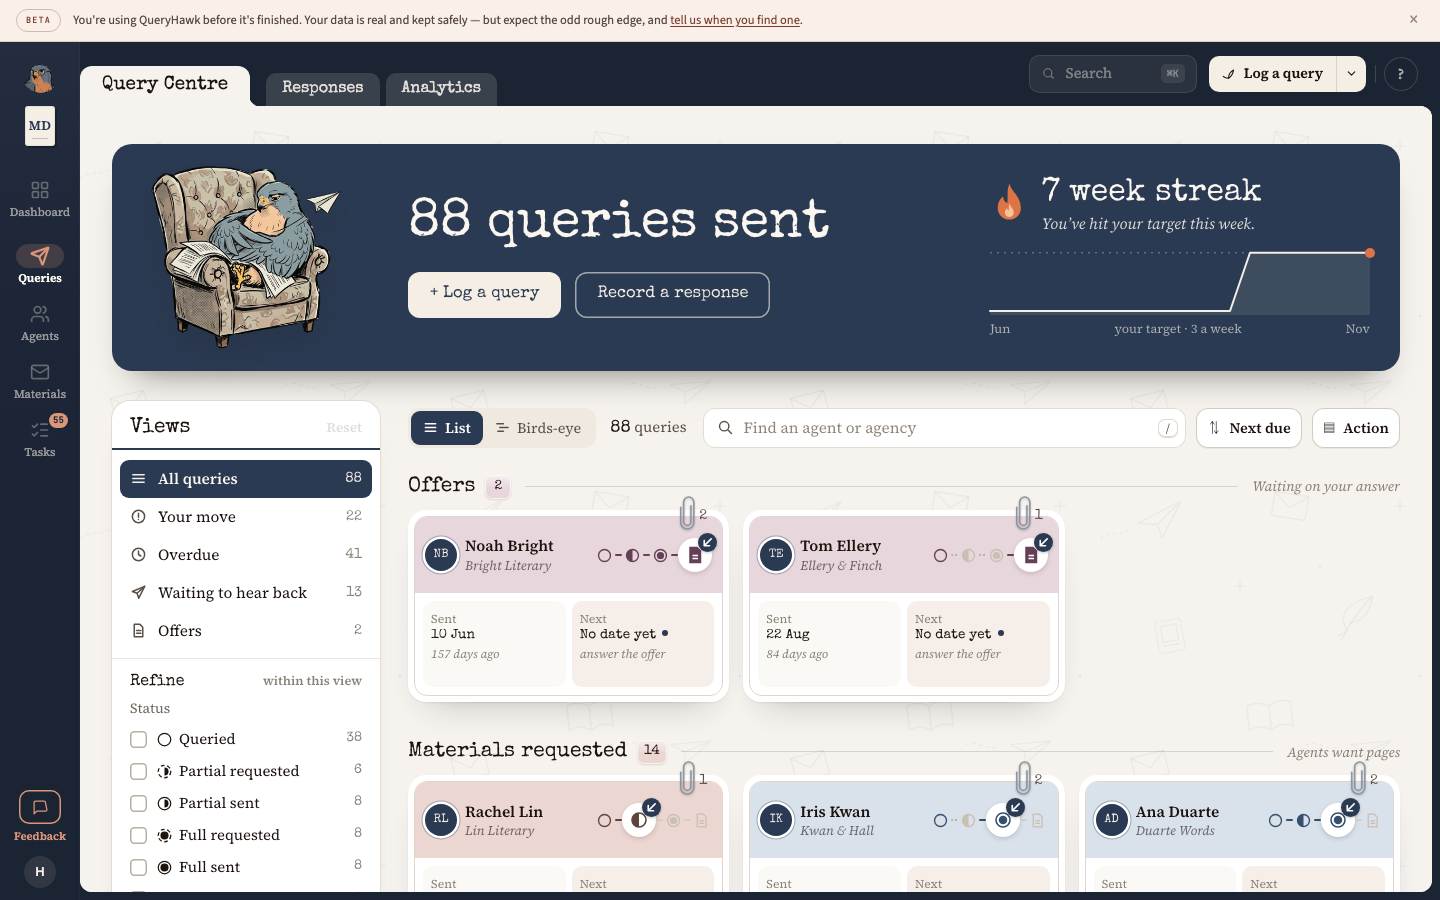 BETA
You're using QueryHawk before it's finished. Your data is real and kept safely — but expect the odd rough edge, and tell us when you find one.
×
MD
Dashboard
Queries
Agents
Materials
55
Tasks
Feedback
H
Query Centre
Responses
Analytics
Search
⌘K
Log a query
?
88 queries sent
+ Log a query
Record a response
7 week streak
You've hit your target this week.
Jun
your target · 3 a week
Nov
Views
Reset
All queries 88
Your move 22
Overdue 41
Waiting to hear back 13
Offers 2
Refine
within this view
Status
Queried 38
Partial requested 6
Partial sent 8
Full requested 8
Full sent 8
List
Birds-eye
88 queries
Find an agent or agency
/
Next due
Action
Offers 2
Waiting on your answer
2
NB
Noah Bright
Bright Literary
Sent
10 Jun
157 days ago
Next
No date yet
answer the offer
1
TE
Tom Ellery
Ellery & Finch
Sent
22 Aug
84 days ago
Next
No date yet
answer the offer
Materials requested 14
Agents want pages
1
RL
Rachel Lin
Lin Literary
Sent
Next
2
IK
Iris Kwan
Kwan & Hall
Sent
Next
2
AD
Ana Duarte
Duarte Words
Sent
Next